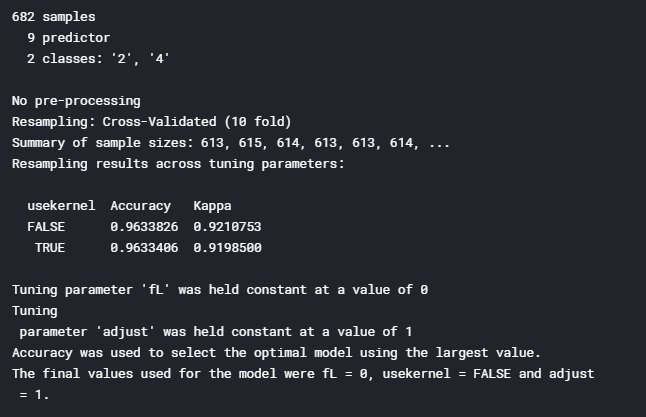 682 samples
9 predictor
2 classes: '2', '4'
No pre-processing
Resampling: Cross-Validated (10 fold)
Summary of sample sizes: 613, 615, 614, 613, 613, 614, ...
Resampling results across tuning parameters:
usekernel Accuracy Kappa
FALSE 0.9633826 0.9210753
TRUE 0.9633406 0.9198500
Tuning parameter 'fL' was held constant at a value of 0
Tuning
parameter 'adjust' was held constant at a value of 1
Accuracy was used to select the optimal model using the largest value.
The final values used for the model were fL = 0, usekernel = FALSE and adjust
= 1.